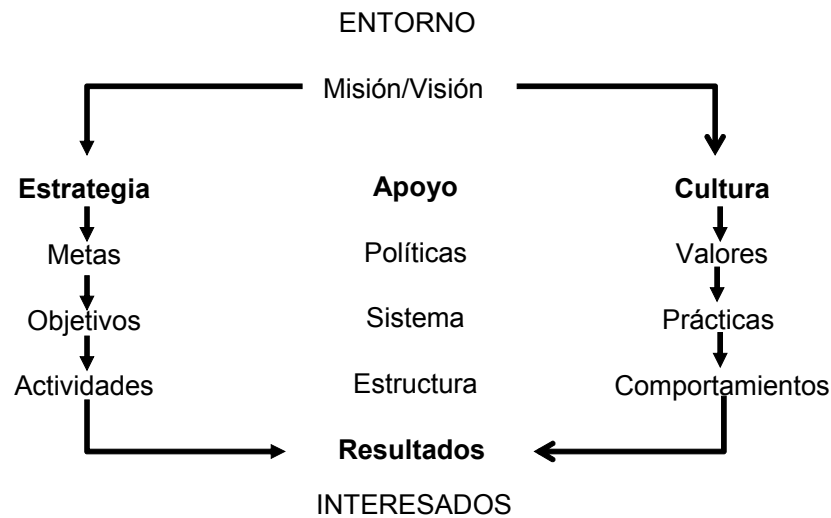 ENTORNO
Misión/Visión
Estrategia Apoyo Cultura
Metas Políticas Valores
Objetivos Sistema Prácticas
Actividades Estructura Comportamientos
Resultados
INTERESADOS